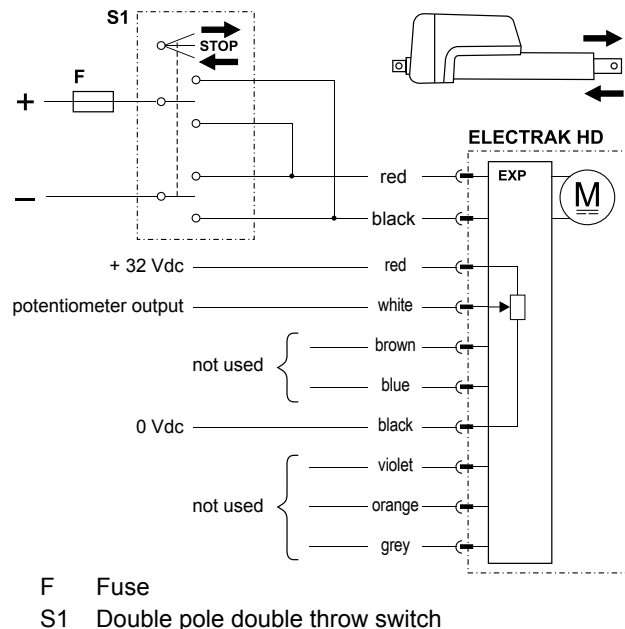 S1
STOP
F
+
–
ELECTRAK HD
EXP
M
red
black
+ 32 Vdc red
potentiometer output white
not used
brown
blue
0 Vdc black
not used
violet
orange
grey
F Fuse
S1 Double pole double throw switch